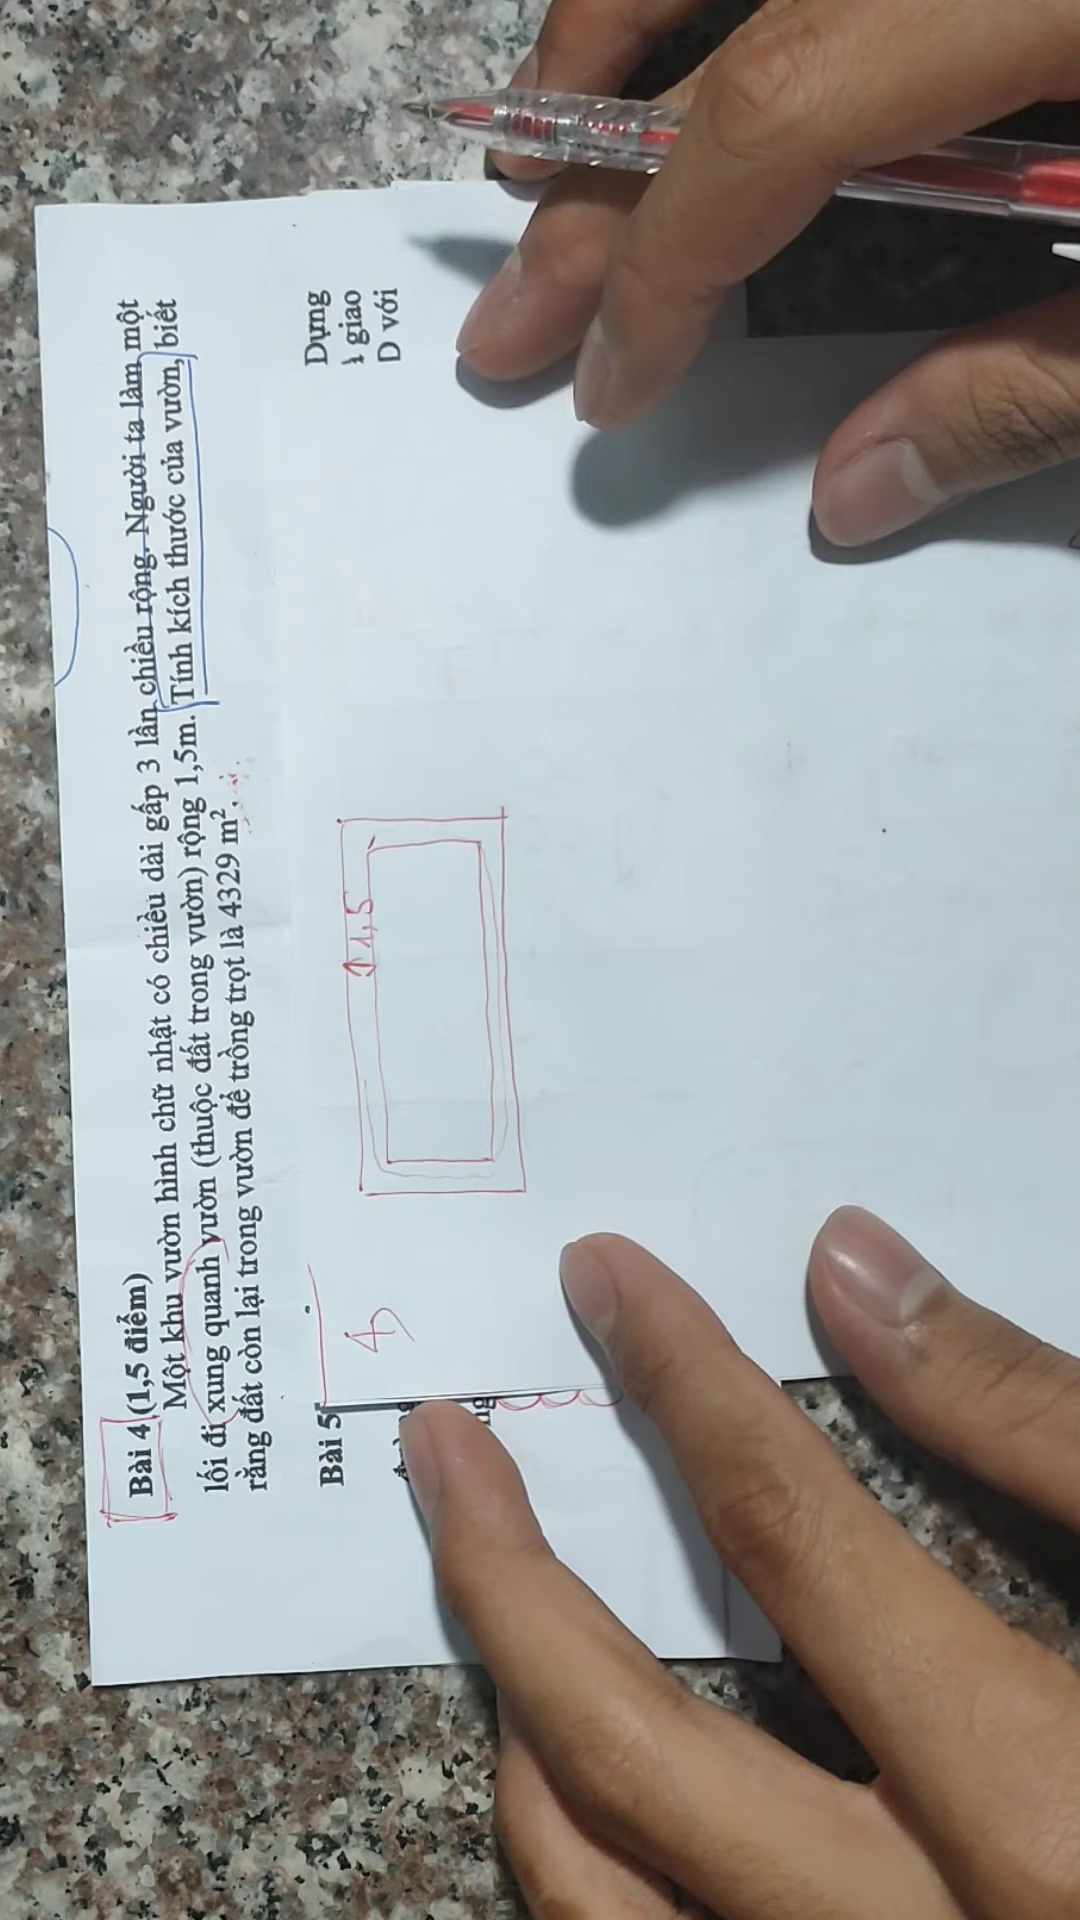 Bài 4 (1,5 điểm)
Một khu vườn hình chữ nhật có chiều dài gấp 3 lần chiều rộng. Người ta làm một
lối đi xung quanh vườn (thuộc đất trong vườn) rộng 1,5m. Tính kích thước của vườn, biết
rằng đất còn lại trong vườn để trồng trọt là 4329 m².
Bài 5
Dựng
giao
D với
ng
1,5